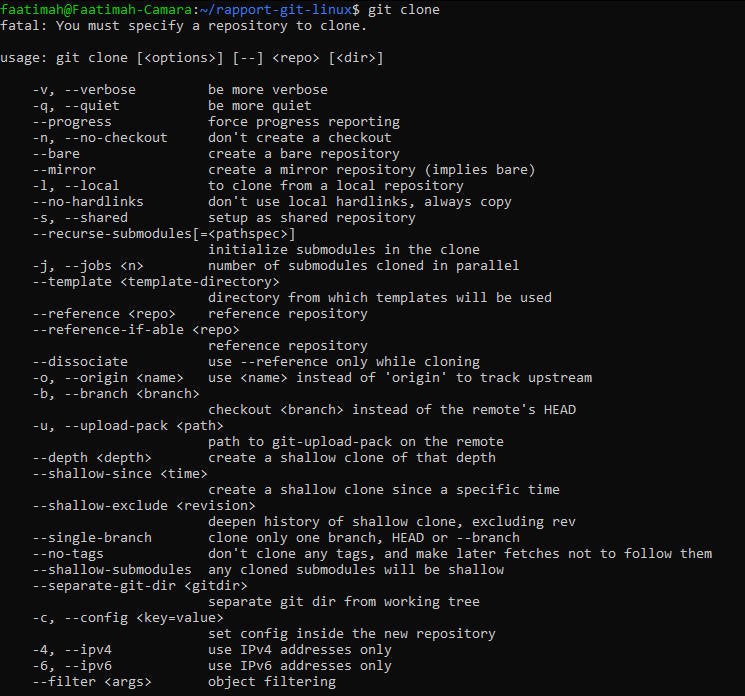 faatimah@Faatimah-Camara:~/rapport-git-linux$ git clone
fatal: You must specify a repository to clone.
usage: git clone [<options>] [--] <repo> [<dir>]
-v, --verbose be more verbose
-q, --quiet be more quiet
--progress force progress reporting
-n, --no-checkout don't create a checkout
--bare create a bare repository
--mirror create a mirror repository (implies bare)
-l, --local to clone from a local repository
--no-hardlinks don't use local hardlinks, always copy
-s, --shared setup as shared repository
--recurse-submodules[=<pathspec>]
initialize submodules in the clone
-j, --jobs <n> number of submodules cloned in parallel
--template <template-directory>
directory from which templates will be used
--reference <repo> reference repository
--reference-if-able <repo>
reference repository
--dissociate use --reference only while cloning
-o, --origin <name> use <name> instead of 'origin' to track upstream
-b, --branch <branch>
checkout <branch> instead of the remote's HEAD
-u, --upload-pack <path>
path to git-upload-pack on the remote
--depth <depth> create a shallow clone of that depth
--shallow-since <time>
create a shallow clone since a specific time
--shallow-exclude <revision>
deepen history of shallow clone, excluding rev
--single-branch clone only one branch, HEAD or --branch
--no-tags don't clone any tags, and make later fetches not to follow them
--shallow-submodules any cloned submodules will be shallow
--separate-git-dir <gitdir>
separate git dir from working tree
-c, --config <key=value>
set config inside the new repository
-4, --ipv4 use IPv4 addresses only
-6, --ipv6 use IPv6 addresses only
--filter <args> object filtering